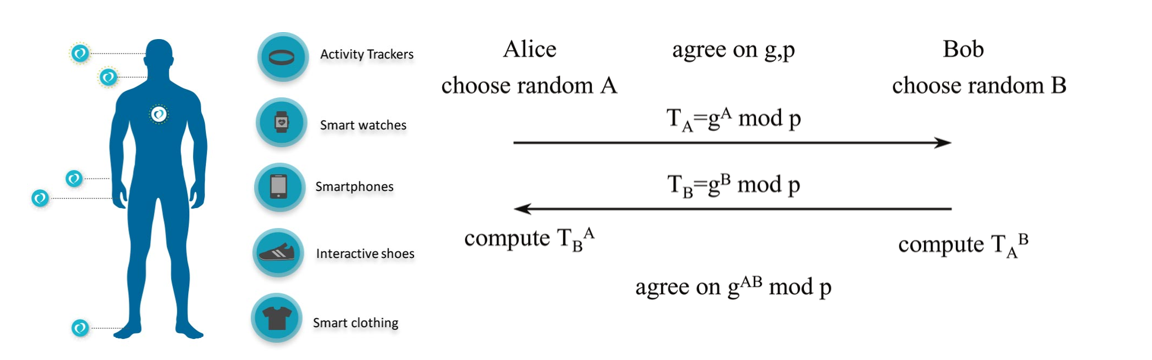 Activity Trackers
Smart watches
Smartphones
Interactive shoes
Smart clothing
Alice agree on g,p Bob
choose random A choose random B
T_A=g^A mod p
T_B=g^B mod p
compute T_B^A compute T_A^B
agree on g^AB mod p